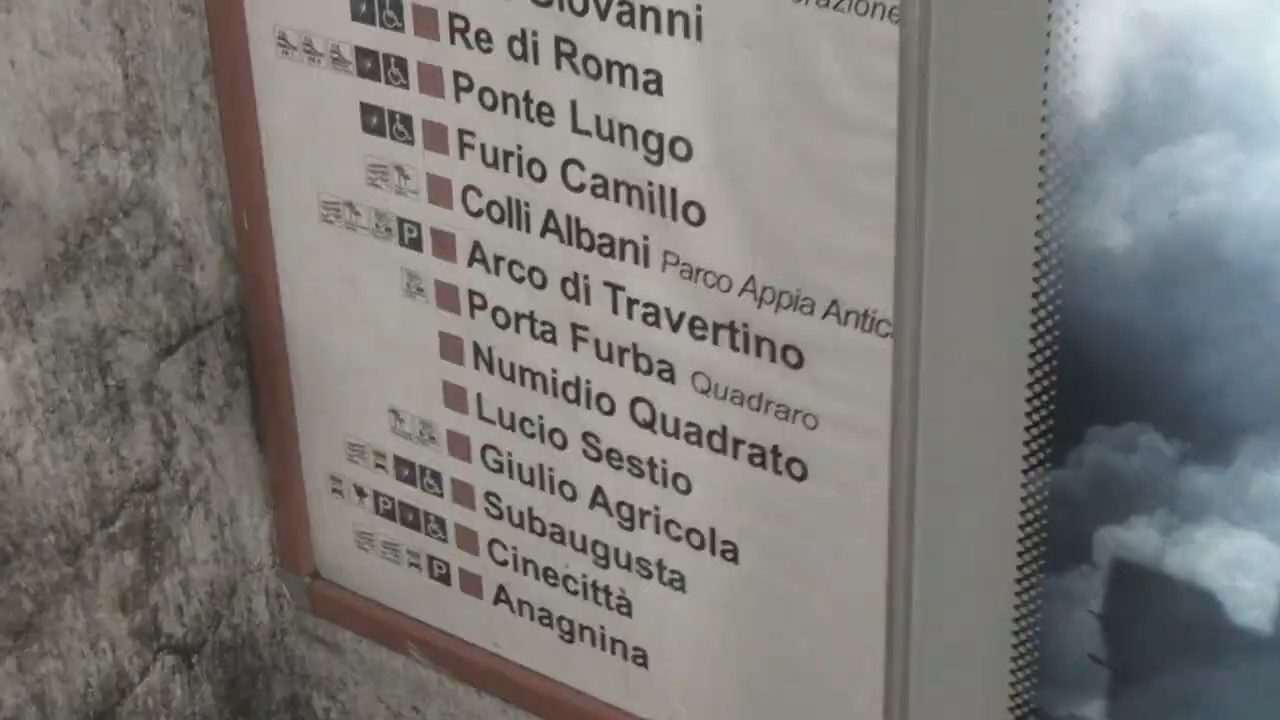 Giovanni
Re di Roma
Ponte Lungo
Furio Camillo
Colli Albani Parco Appia Antic
P Arco di Travertino
Porta Furba Quadraro
Numidio Quadrato
Lucio Sestio
Giulio Agricola
Subaugusta
P Cinecittà
P Anagnina